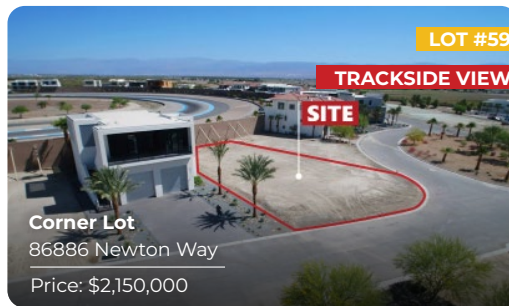 LOT #59
TRACKSIDE VIEW
SITE
Corner Lot
86886 Newton Way
Price: $2,150,000